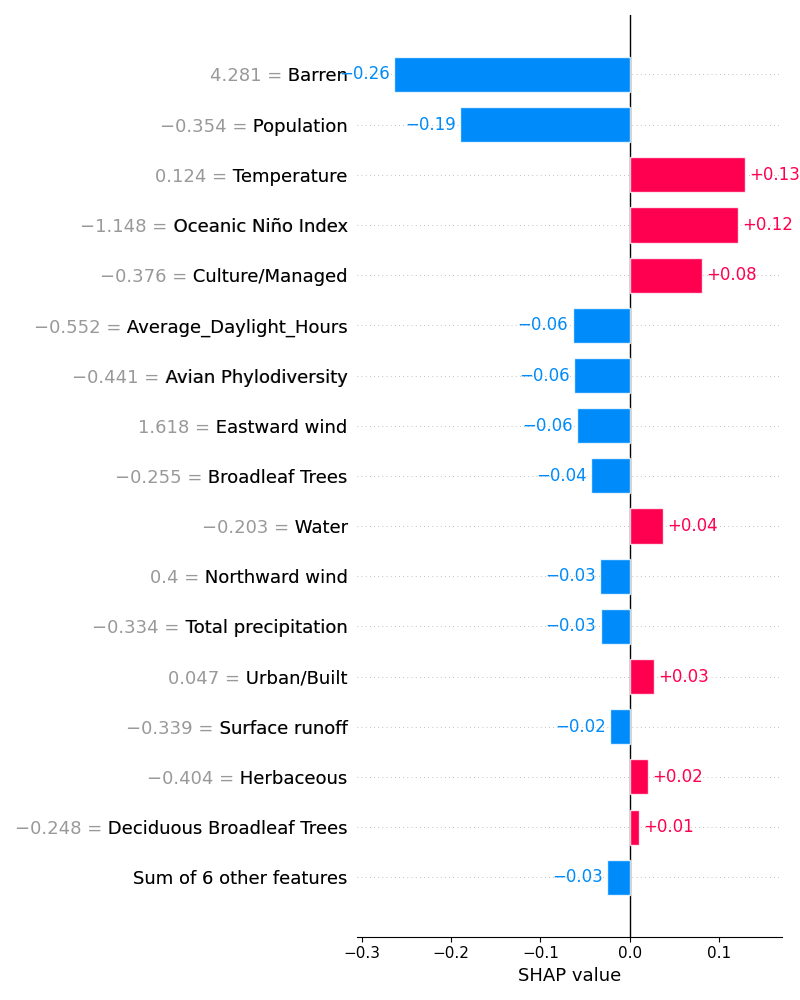 4.281 = Barren −0.26
−0.354 = Population −0.19
0.124 = Temperature +0.13
−1.148 = Oceanic Niño Index +0.12
−0.376 = Culture/Managed +0.08
−0.552 = Average_Daylight_Hours −0.06
−0.441 = Avian Phylodiversity −0.06
1.618 = Eastward wind −0.06
−0.255 = Broadleaf Trees −0.04
−0.203 = Water +0.04
0.4 = Northward wind −0.03
−0.334 = Total precipitation −0.03
0.047 = Urban/Built +0.03
−0.339 = Surface runoff −0.02
−0.404 = Herbaceous +0.02
−0.248 = Deciduous Broadleaf Trees +0.01
Sum of 6 other features −0.03
−0.3 −0.2 −0.1 0.0 0.1
SHAP value